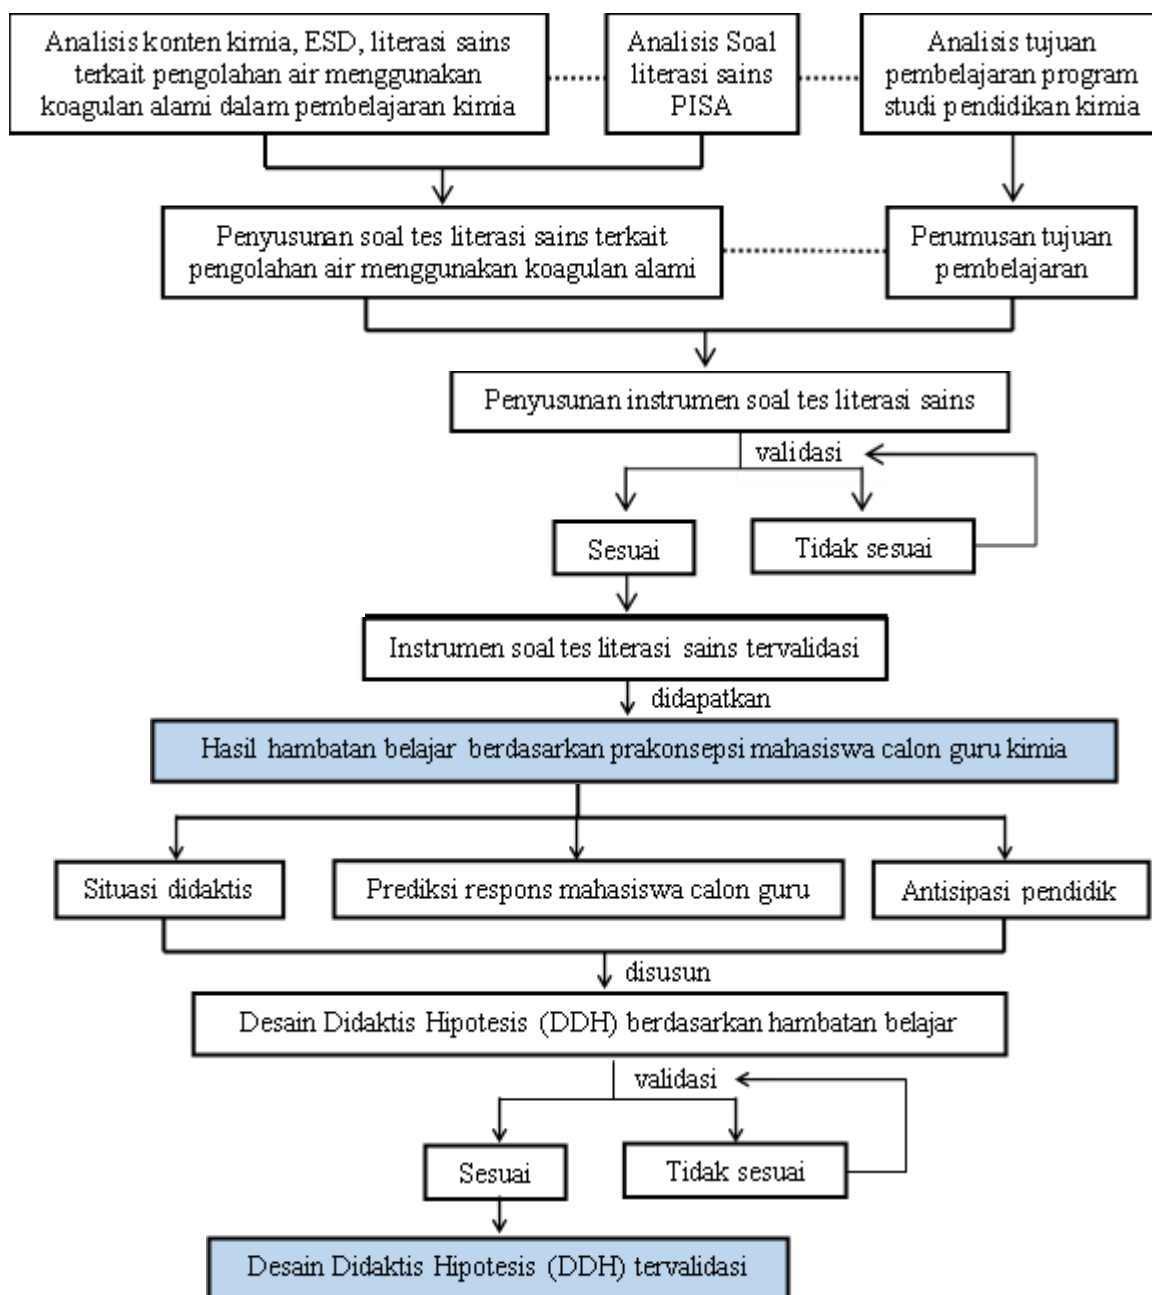 Analisis konten kimia, ESD, literasi sains
terkait pengolahan air menggunakan
koagulan alami dalam pembelajaran kimia
Analisis Soal
literasi sains
PISA
Analisis tujuan
pembelajaran program
studi pendidikan kimia
Penyusunan soal tes literasi sains terkait
pengolahan air menggunakan koagulan alami
Perumusan tujuan
pembelajaran
Penyusunan instrumen soal tes literasi sains
validasi
Sesuai
Tidak sesuai
Instrumen soal tes literasi sains tervalidasi
didapatkan
Hasil hambatan belajar berdasarkan prakonsepsi mahasiswa calon guru kimia
Situasi didaktis
Prediksi respons mahasiswa calon guru
Antisipasi pendidik
disusun
Desain Didaktis Hipotesis (DDH) berdasarkan hambatan belajar
validasi
Sesuai
Tidak sesuai
Desain Didaktis Hipotesis (DDH) tervalidasi